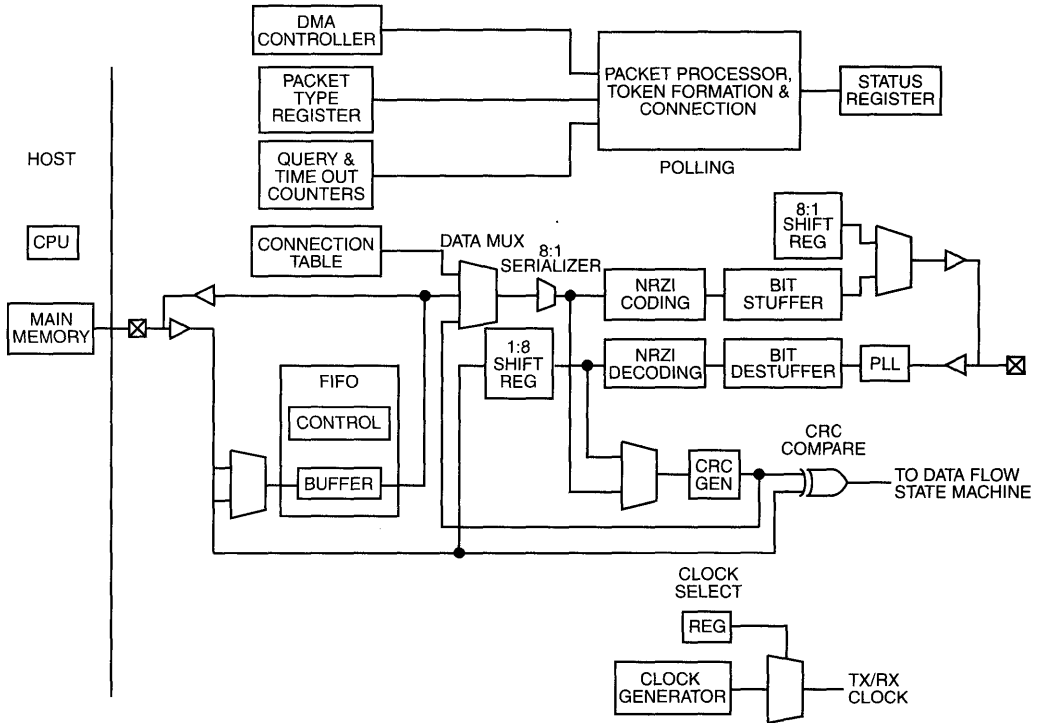 DMA
CONTROLLER
PACKET
TYPE
REGISTER
QUERY &
TIME OUT
COUNTERS
PACKET PROCESSOR,
TOKEN FORMATION &
CONNECTION
POLLING
STATUS
REGISTER
HOST
CPU
MAIN
MEMORY
CONNECTION
TABLE
DATA MUX
8:1
SERIALIZER
NRZI
CODING
BIT
STUFFER
8:1
SHIFT
REG
1:8
SHIFT
REG
NRZI
DECODING
BIT
DESTUFFER
PLL
FIFO
CONTROL
BUFFER
CRC
GEN
CRC
COMPARE
TO DATA FLOW
STATE MACHINE
CLOCK
SELECT
REG
CLOCK
GENERATOR
TX/RX
CLOCK